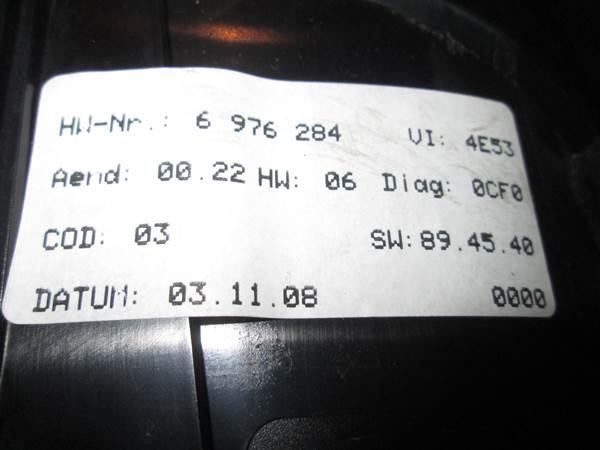 HW-Nr.: 6 976 284 VI: 4E53
Aend: 00.22 HW: 06 Diag: 0CF0
COD: 03 SW: 89.45.40
DATUM: 03.11.08 0000